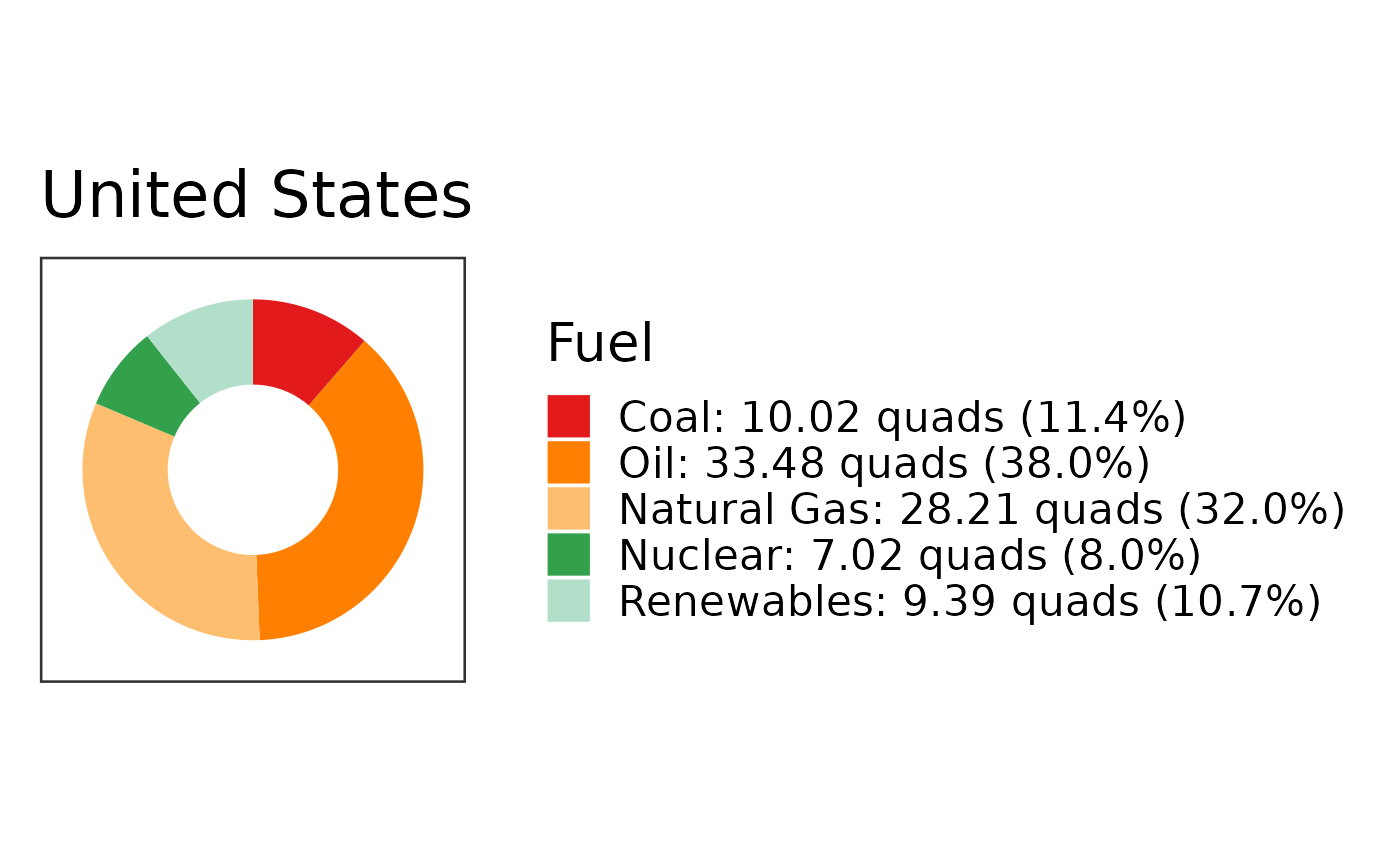 United States
Fuel
Coal: 10.02 quads (11.4%)
Oil: 33.48 quads (38.0%)
Natural Gas: 28.21 quads (32.0%)
Nuclear: 7.02 quads (8.0%)
Renewables: 9.39 quads (10.7%)